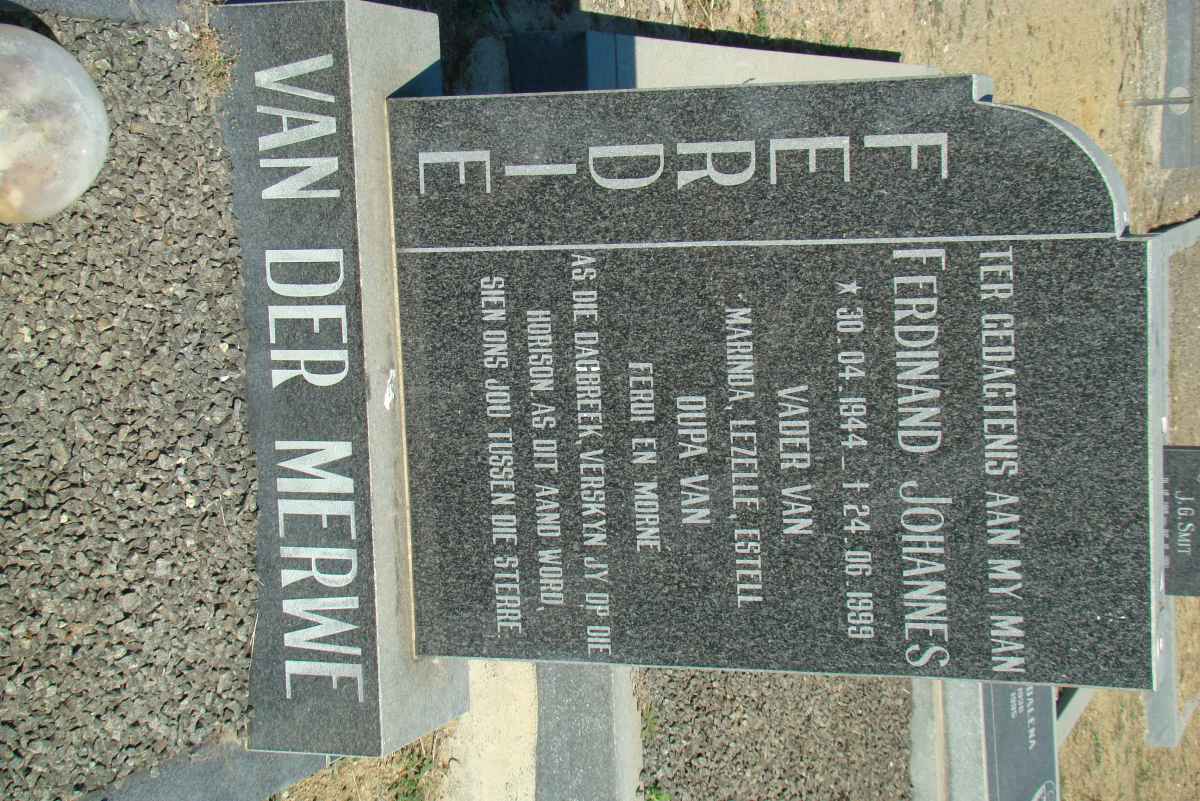 FERDIE
TER GEDAGTENIS AAN MY MAN
FERDINAND JOHANNES
★ 30. 04. 1944 – † 24. 06. 1999
VADER VAN
MARINDA, LEZELLE, ESTELL
OUPA VAN
FERDI EN MORNE
AS DIE DAGBREEK VERSKYN JY OP DIE
HORISON AS DIT AAND WORD,
SIEN ONS JOU TUSSEN DIE STERRE
VAN DER MERWE
J. G SMIT